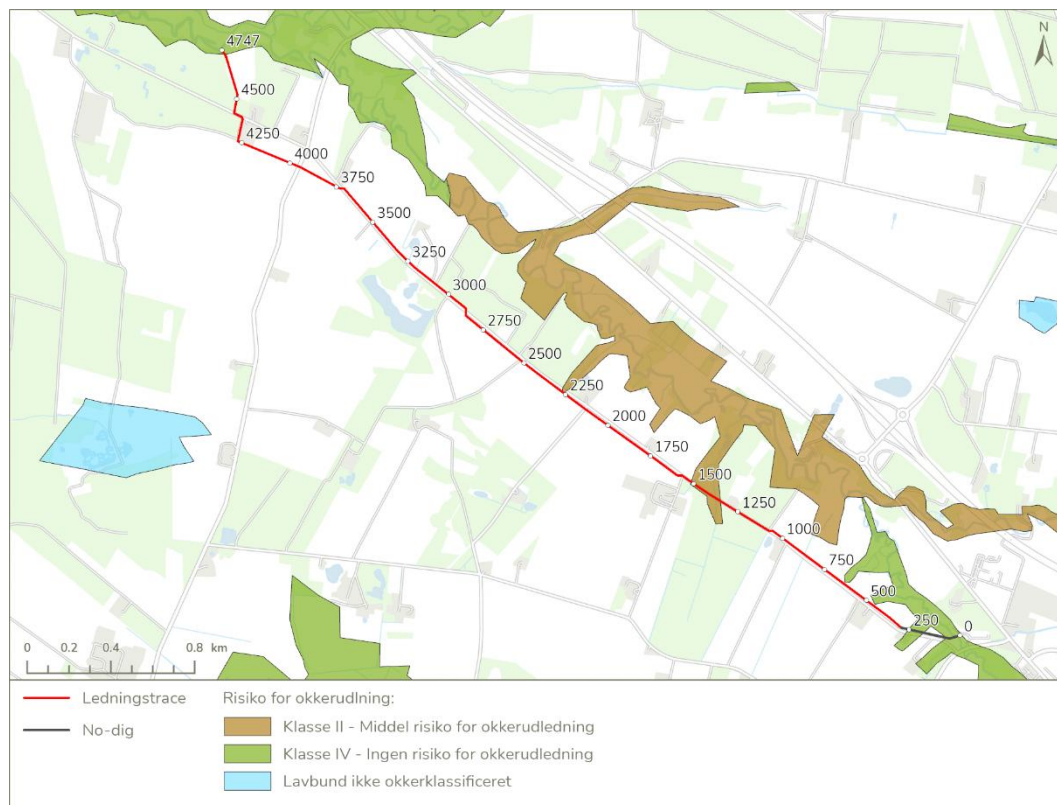 4747
N
4500
4250
4000
3750
3500
3250
3000
2750
2500
2250
2000
1750
1500
1250
1000
750
500
250
0
0 0.2 0.4 0.8 km
Ledningstrace
No-dig
Risiko for okkerudlning:
Klasse II - Middel risiko for okkerudledning
Klasse IV - Ingen risiko for okkerudledning
Lavbund ikke okkerklassificeret